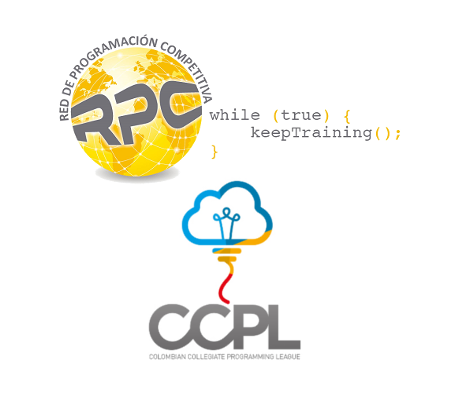 RED DE PROGRAMACIÓN COMPETITIVA
RPC
while (true) {
keepTraining();
}
CCPL
COLOMBIAN COLLEGIATE PROGRAMMING LEAGUE